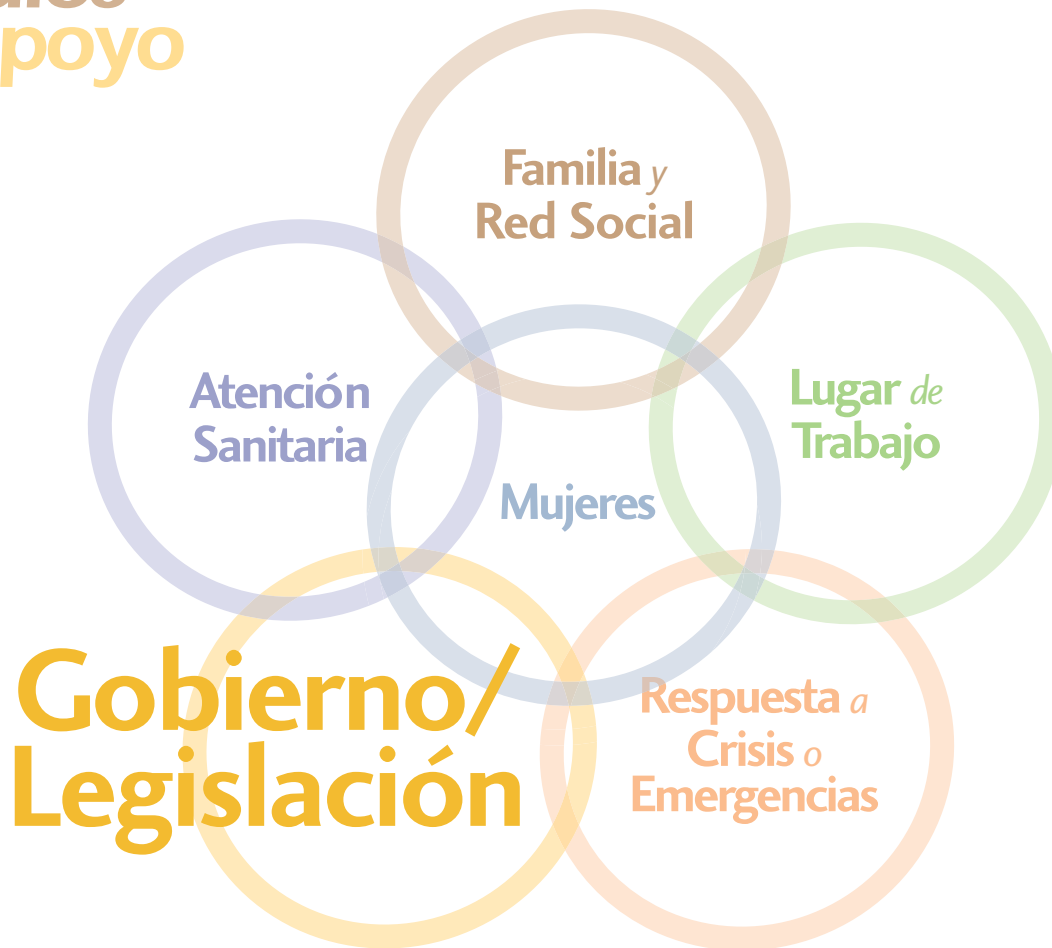 poyo
Familia y
Red Social
Atención
Sanitaria
Lugar de
Trabajo
Mujeres
Gobierno/
Legislación
Respuesta a
Crisis o
Emergencias